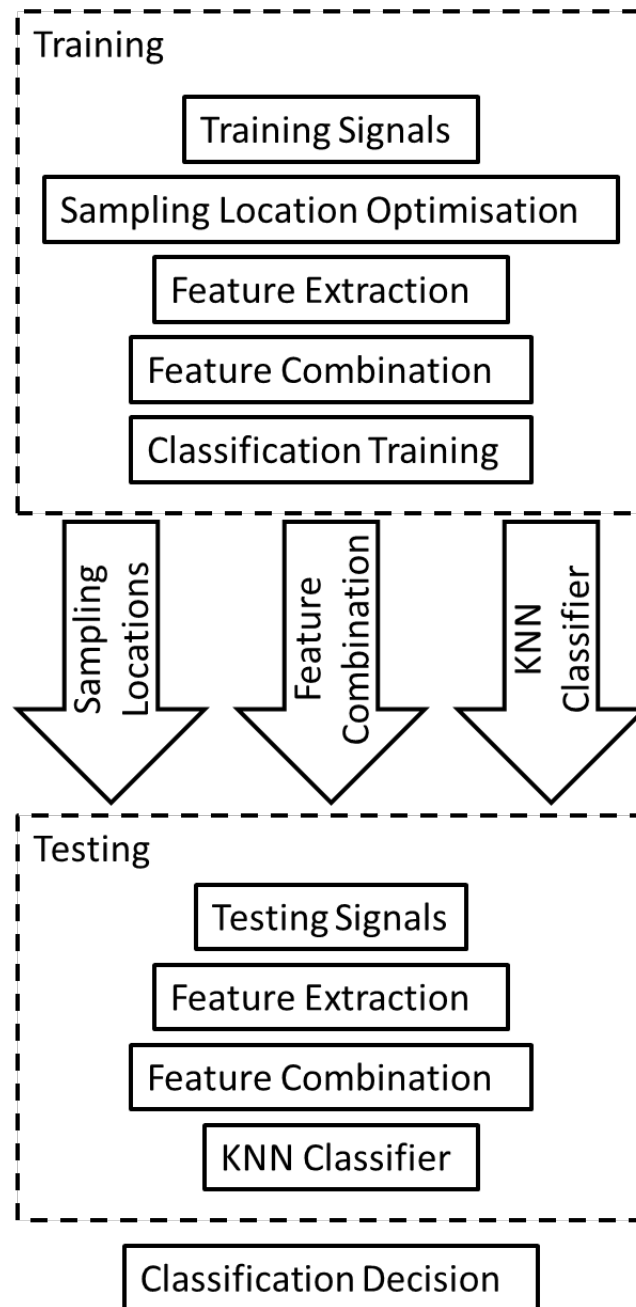 Training
Training Signals
Sampling Location Optimisation
Feature Extraction
Feature Combination
Classification Training
Sampling
Locations
Feature
Combination
KNN
Classifier
Testing
Testing Signals
Feature Extraction
Feature Combination
KNN Classifier
Classification Decision